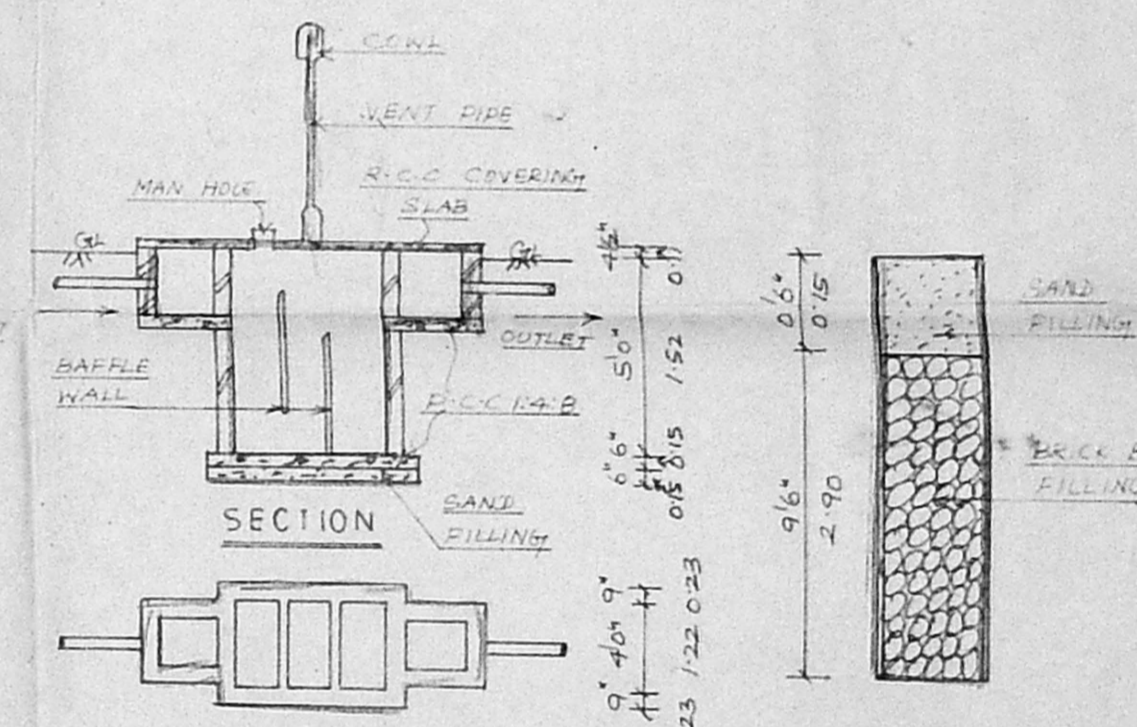 COWL
VENT PIPE
R.C.C COVERING
SLAB
MAN HOLE
GL
GL
OUTLET
BAFFLE
WALL
P.C.C 1:4:8
SAND
FILLING
SECTION
4½"
0.11
5'0"
1.52
6"
0.15
6"
0.15
9"
0.23
4'0"
1.22
9"
23
0'6"
0.15
9'6"
2.90
SAND
FILLING
BRICK B
FILLING